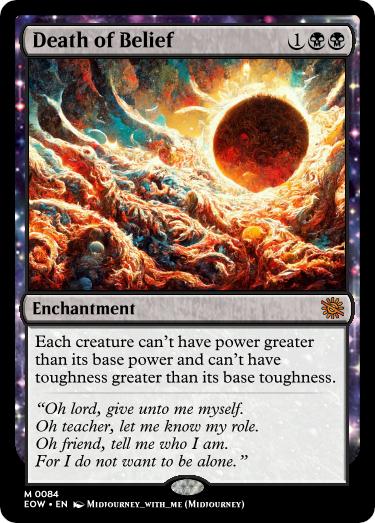 Death of Belief 1
Enchantment
Each creature can't have power greater
than its base power and can't have
toughness greater than its base toughness.
“Oh lord, give unto me myself.
Oh teacher, let me know my role.
Oh friend, tell me who I am.
For I do not want to be alone.”
M 0084
EOW • EN Midjourney_with_me (Midjourney)